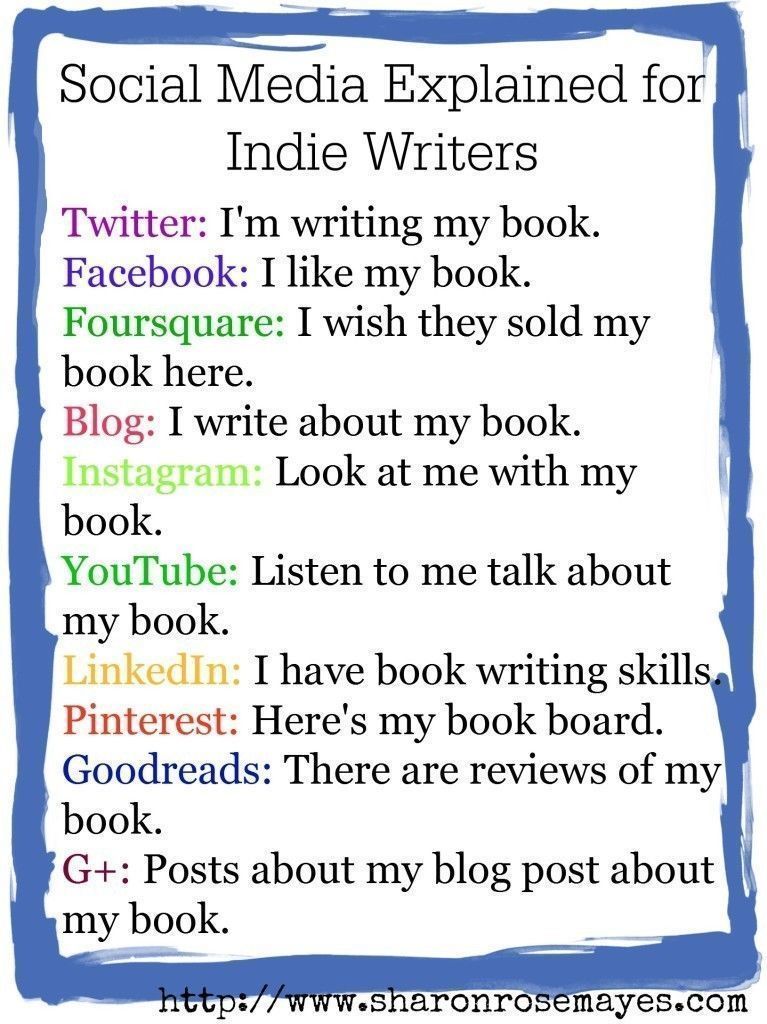 Social Media Explained for
Indie Writers
Twitter: I'm writing my book.
Facebook: I like my book.
Foursquare: I wish they sold my
book here.
Blog: I write about my book.
Instagram: Look at me with my
book.
YouTube: Listen to me talk about
my book.
LinkedIn: I have book writing skills.
Pinterest: Here's my book board.
Goodreads: There are reviews of my
book.
G+: Posts about my blog post about
my book.
http://www.sharonrosemayes.com